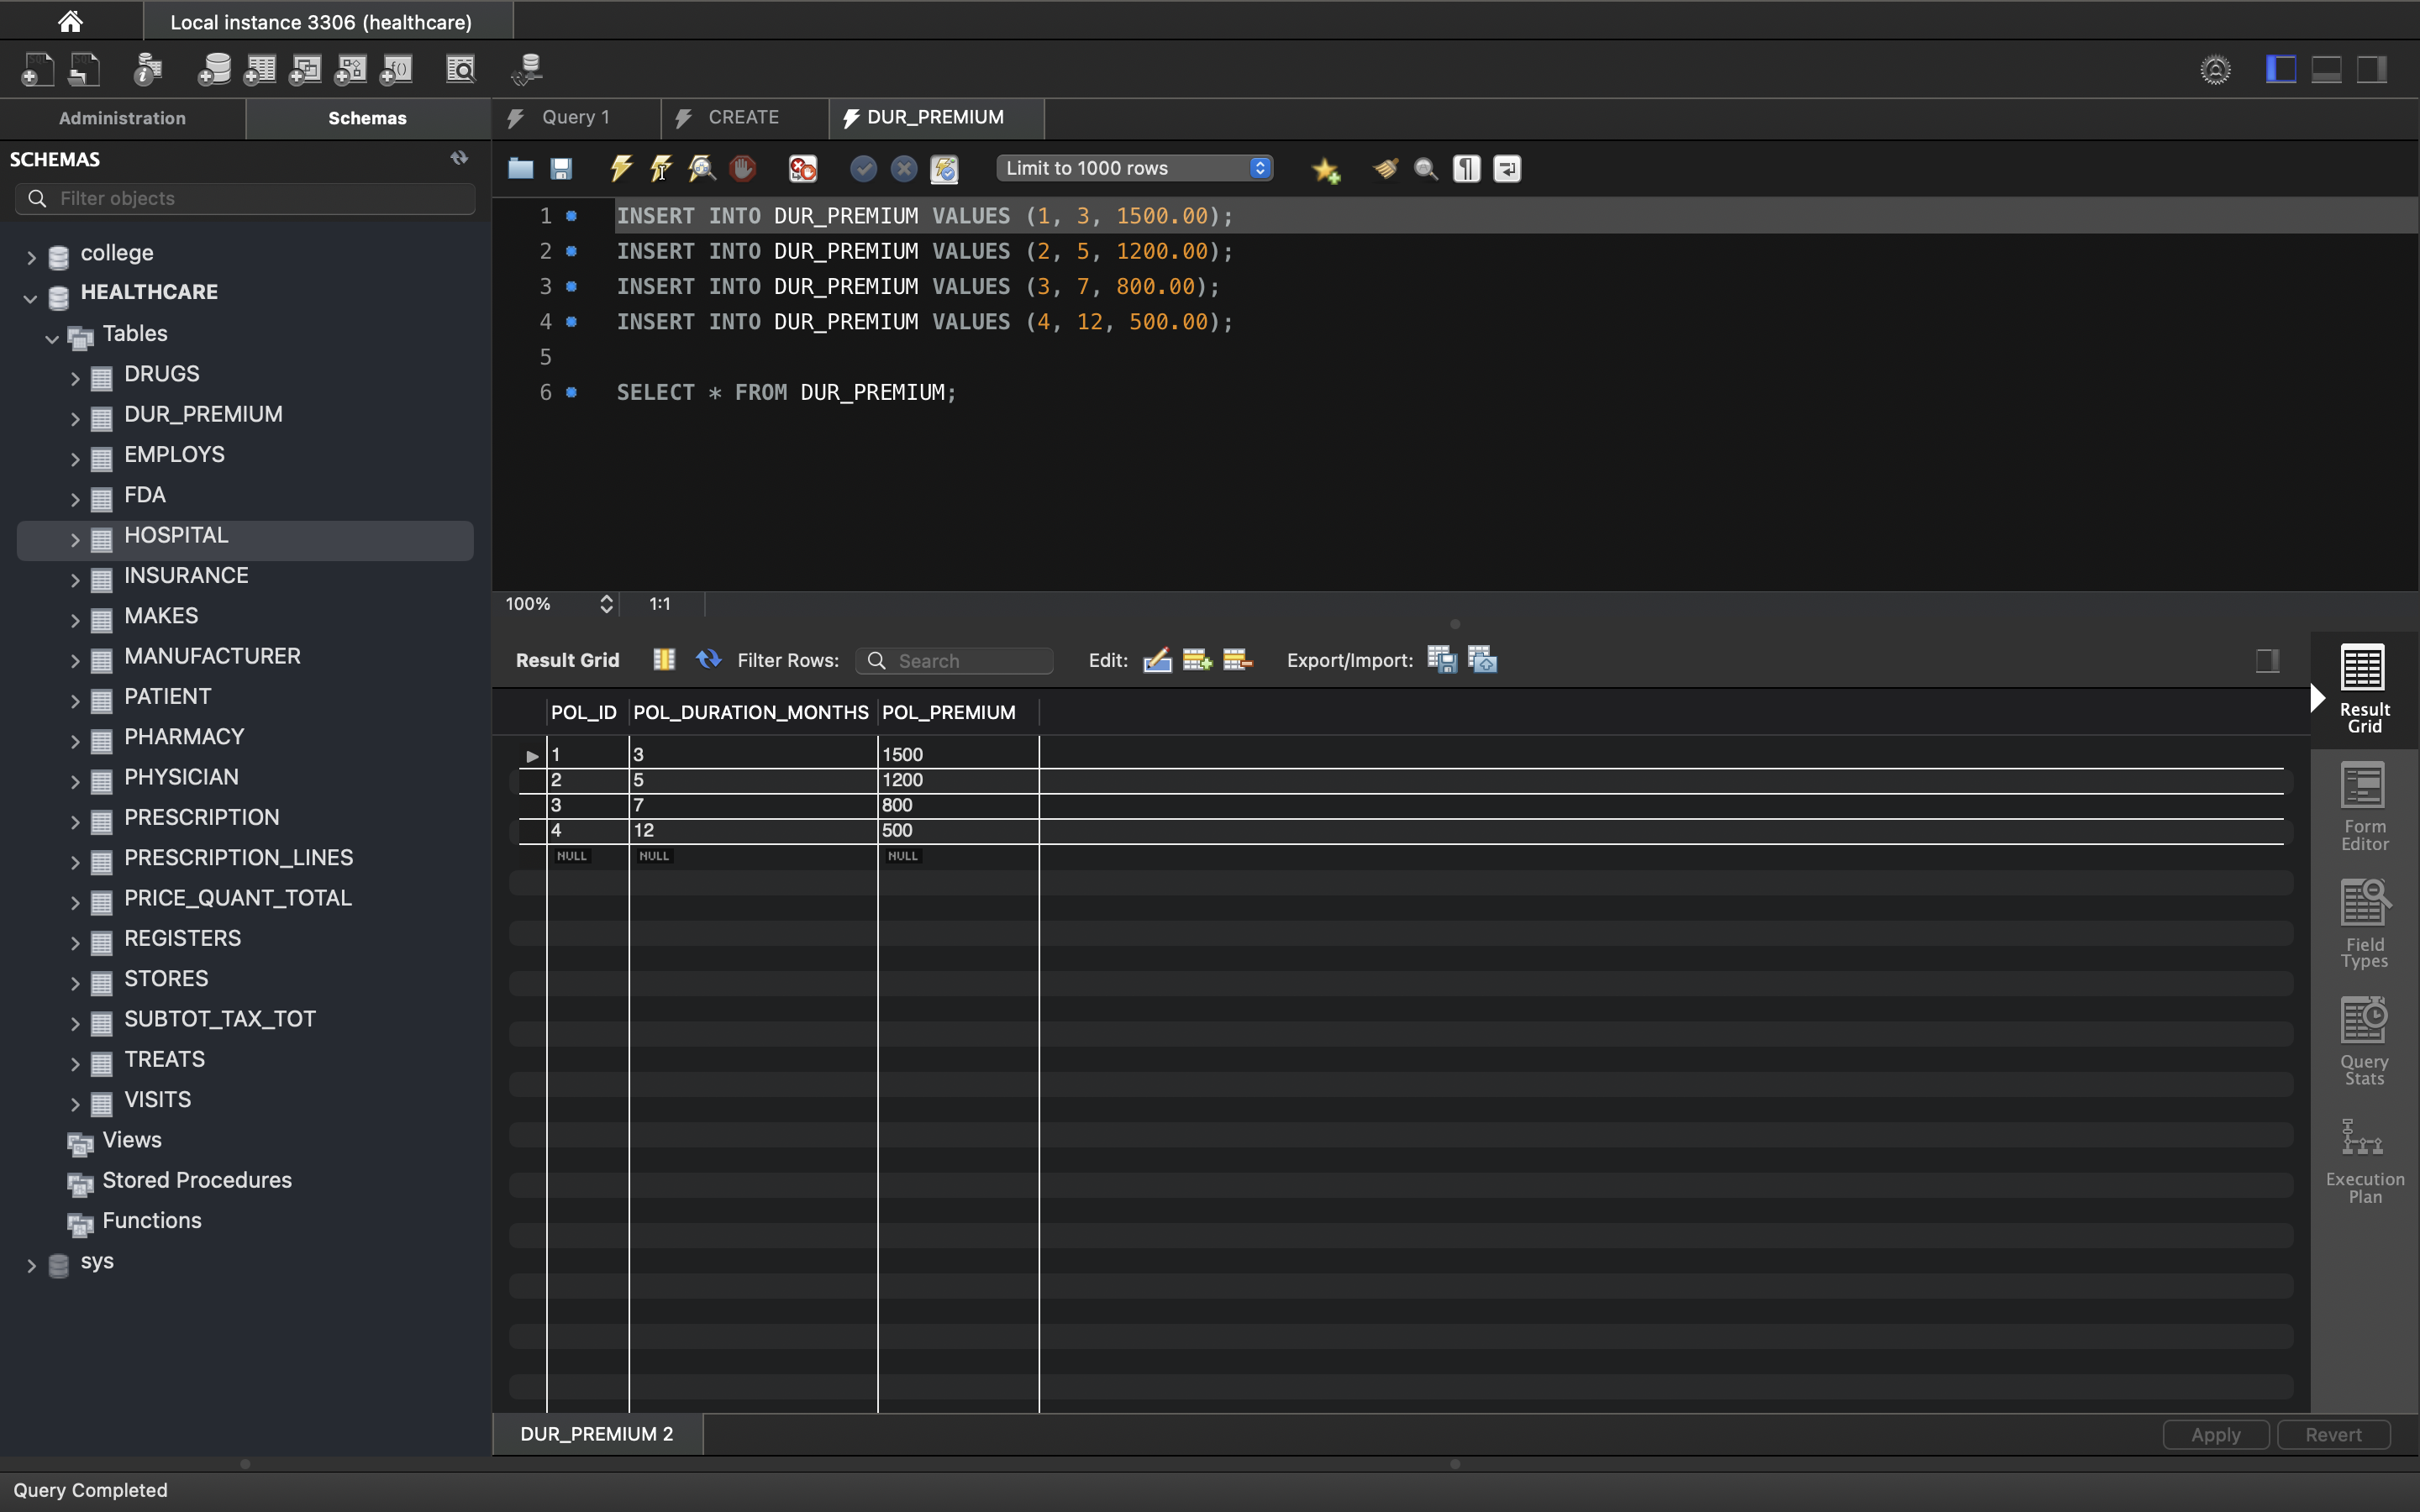 Local instance 3306 (healthcare)
Administration
Schemas
Query 1
CREATE
DUR_PREMIUM
SCHEMAS
Filter objects
college
HEALTHCARE
Tables
DRUGS
DUR_PREMIUM
EMPLOYS
FDA
HOSPITAL
INSURANCE
MAKES
MANUFACTURER
PATIENT
PHARMACY
PHYSICIAN
PRESCRIPTION
PRESCRIPTION_LINES
PRICE_QUANT_TOTAL
REGISTERS
STORES
SUBTOT_TAX_TOT
TREATS
VISITS
Views
Stored Procedures
Functions
sys
Limit to 1000 rows
1 INSERT INTO DUR_PREMIUM VALUES (1, 3, 1500.00);
2 INSERT INTO DUR_PREMIUM VALUES (2, 5, 1200.00);
3 INSERT INTO DUR_PREMIUM VALUES (3, 7, 800.00);
4 INSERT INTO DUR_PREMIUM VALUES (4, 12, 500.00);
5
6 SELECT * FROM DUR_PREMIUM;
100% 1:1
Result Grid Filter Rows: Search Edit: Export/Import:
POL_ID POL_DURATION_MONTHS POL_PREMIUM
1 3 1500
2 5 1200
3 7 800
4 12 500
NULL NULL NULL
Result
Grid
Form
Editor
Field
Types
Query
Stats
Execution
Plan
DUR_PREMIUM 2
Apply Revert
Query Completed